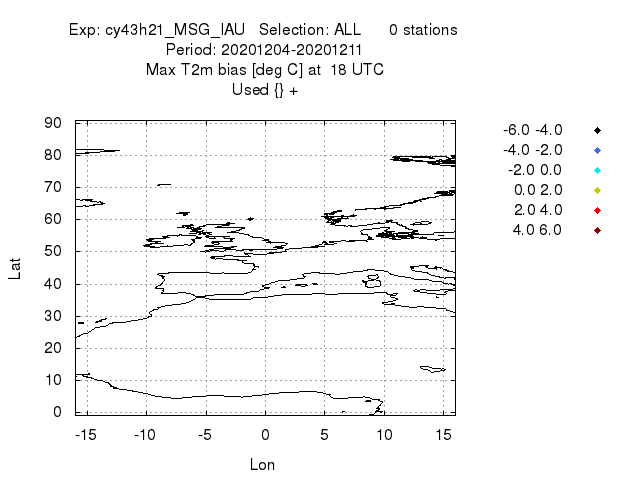 Exp: cy43h21_MSG_IAU   Selection: ALL      0 stations
Period: 20201204-20201211
Max T2m bias [deg C] at  18 UTC
Used {} +
90
80
70
60
50
40
30
20
10
0
-15 -10 -5 0 5 10 15
Lat
Lon
-6.0 -4.0
-4.0 -2.0
-2.0 0.0
0.0 2.0
2.0 4.0
4.0 6.0